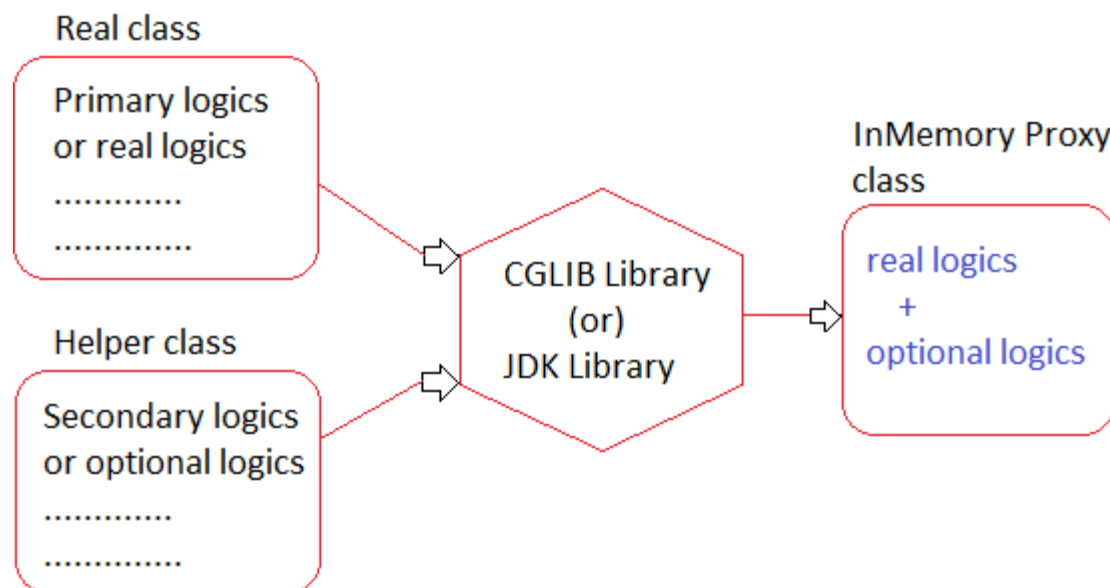 Real class
Primary logics
or real logics
.............
..............
Helper class
Secondary logics
or optional logics
.............
..............
CGLIB Library
(or)
JDK Library
InMemory Proxy
class
real logics
+
optional logics